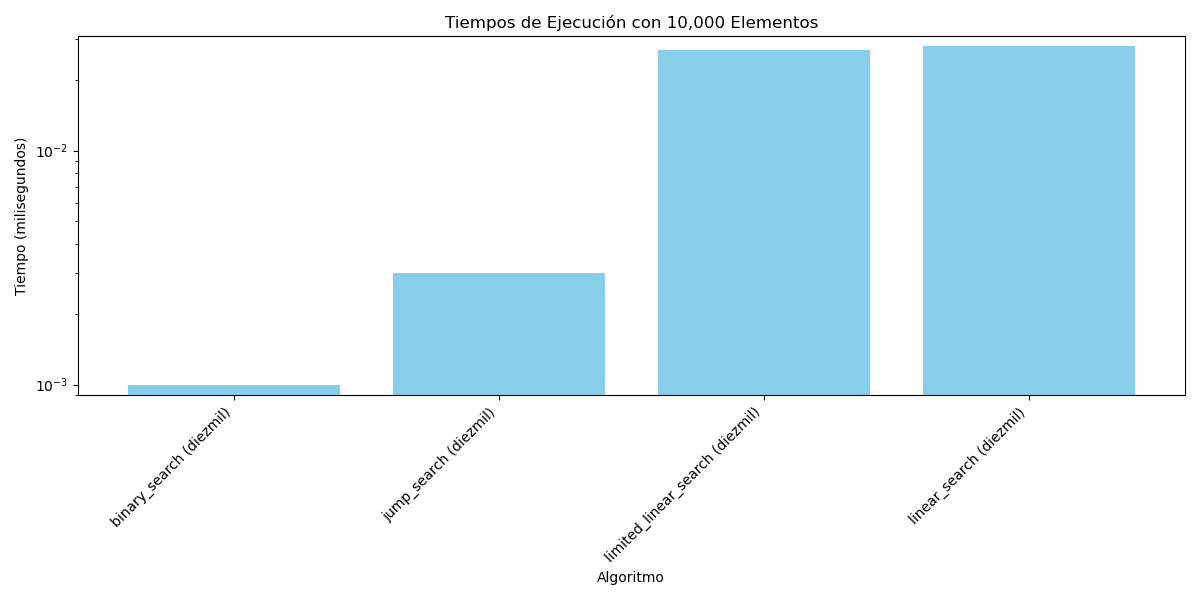 Tiempos de Ejecución con 10,000 Elementos
Tiempo (milisegundos)
10⁻²
10⁻³
binary_search (diezmil)
jump_search (diezmil)
limited_linear_search (diezmil)
linear_search (diezmil)
Algoritmo